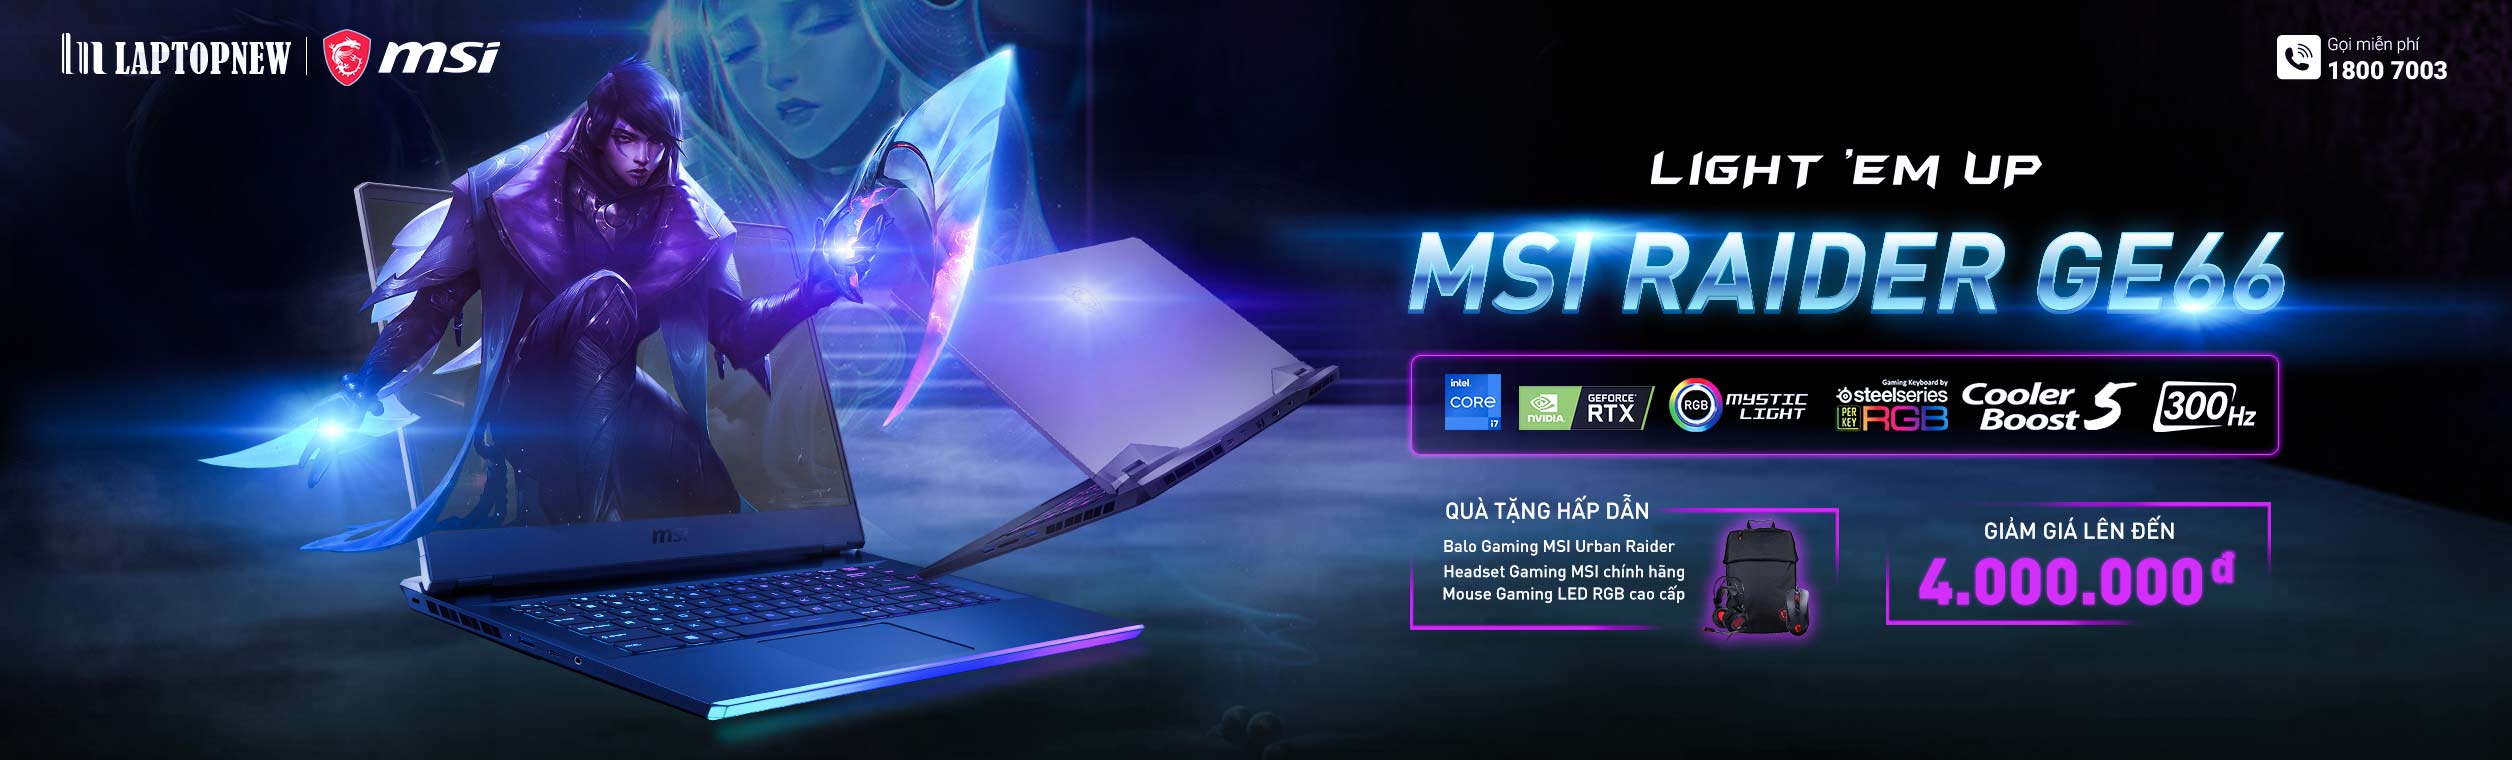 LAPTOPNEW
msi
Gọi miễn phí
1800 7003
LIGHT 'EM UP
MSI RAIDER GE66
intel
CORE
i7
NVIDIA
GEFORCE
RTX
RGB
MYSTIC
LIGHT
Gaming Keyboard by
steelseries
PER
KEY
RGB
Cooler
Boost 5
300Hz
QUÀ TẶNG HẤP DẪN
Balo Gaming MSI Urban Raider
Headset Gaming MSI chính hãng
Mouse Gaming LED RGB cao cấp
GIẢM GIÁ LÊN ĐẾN
4.000.000đ
msi